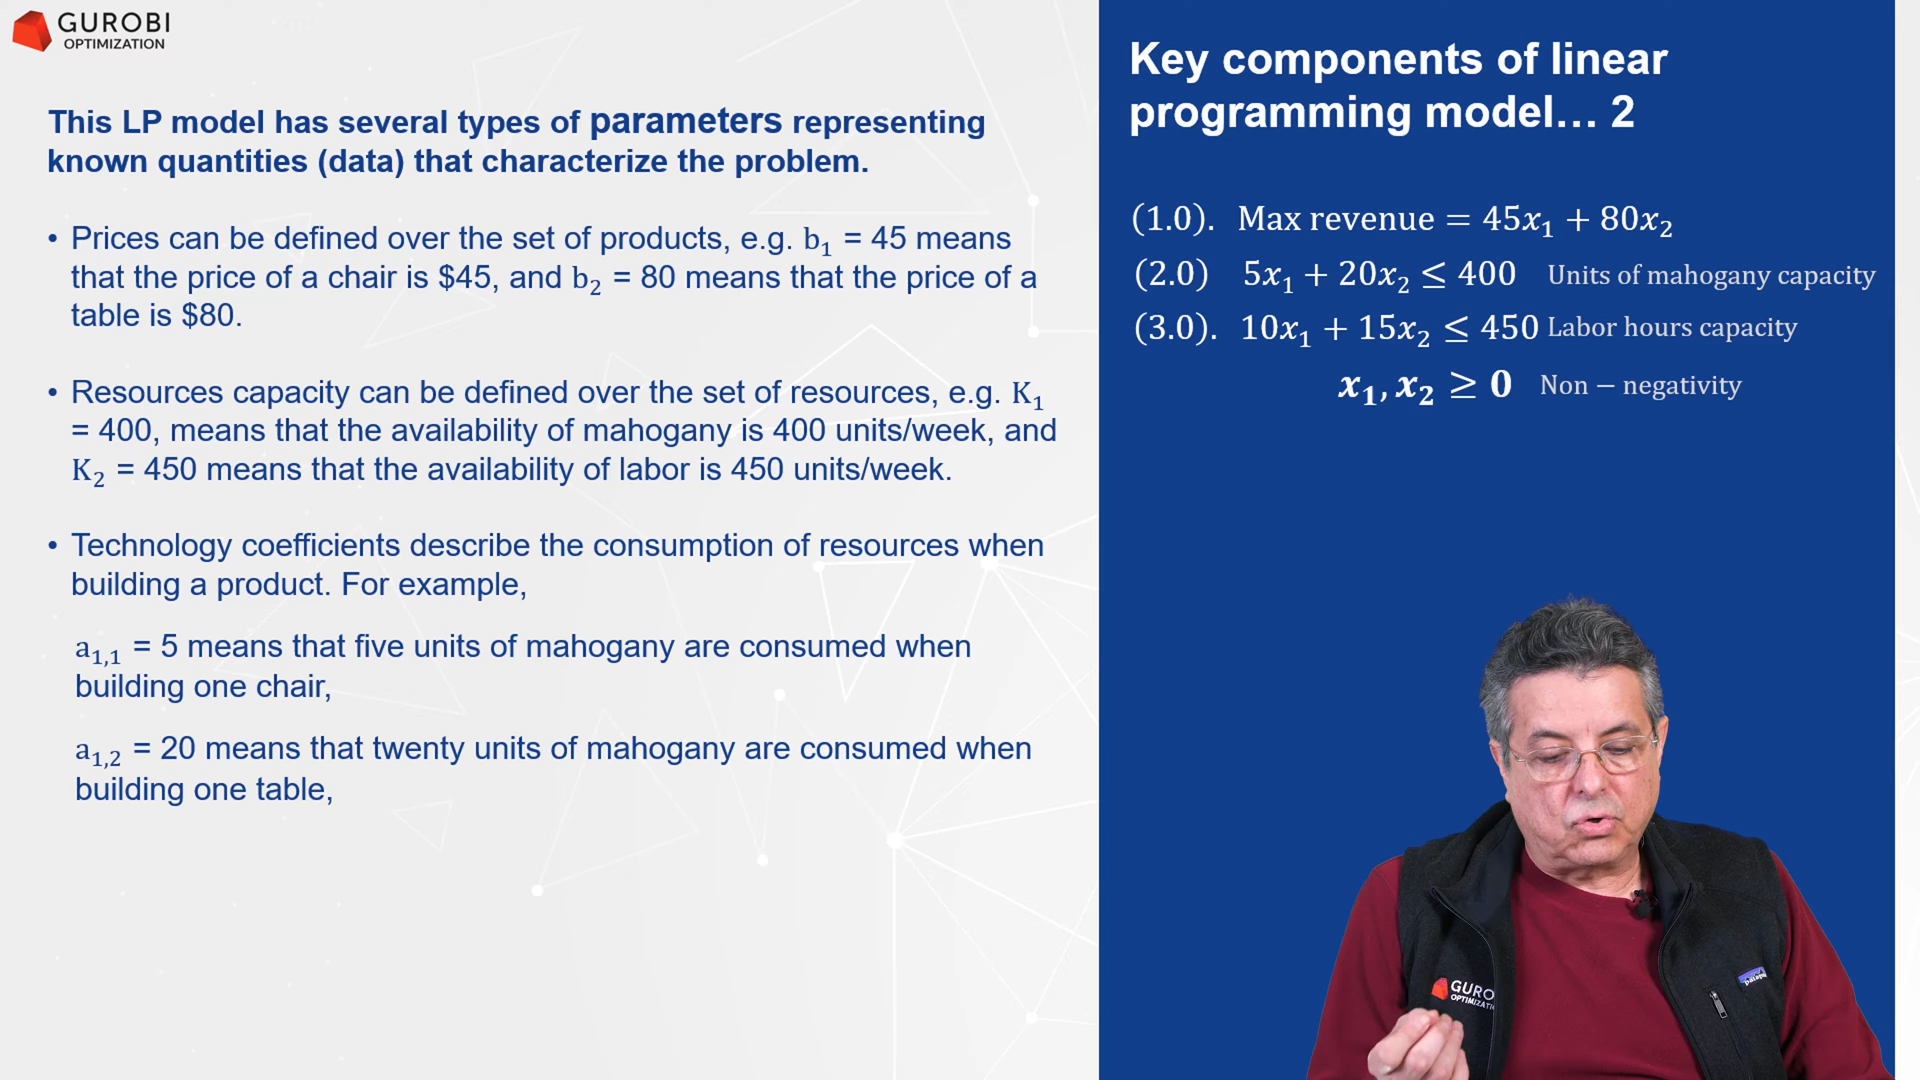 GUROBI
OPTIMIZATION
This LP model has several types of parameters representing
known quantities (data) that characterize the problem.
• Prices can be defined over the set of products, e.g. b₁ = 45 means
that the price of a chair is $45, and b₂ = 80 means that the price of a
table is $80.
• Resources capacity can be defined over the set of resources, e.g. K₁
= 400, means that the availability of mahogany is 400 units/week, and
K₂ = 450 means that the availability of labor is 450 units/week.
• Technology coefficients describe the consumption of resources when
building a product. For example,
a₁,₁ = 5 means that five units of mahogany are consumed when
building one chair,
a₁,₂ = 20 means that twenty units of mahogany are consumed when
building one table,
Key components of linear
programming model… 2
(1.0). Max revenue = 45x₁ + 80x₂
(2.0) 5x₁ + 20x₂ ≤ 400 Units of mahogany capacity
(3.0). 10x₁ + 15x₂ ≤ 450 Labor hours capacity
x₁, x₂ ≥ 0 Non − negativity
GURO
OPTIMIZATI